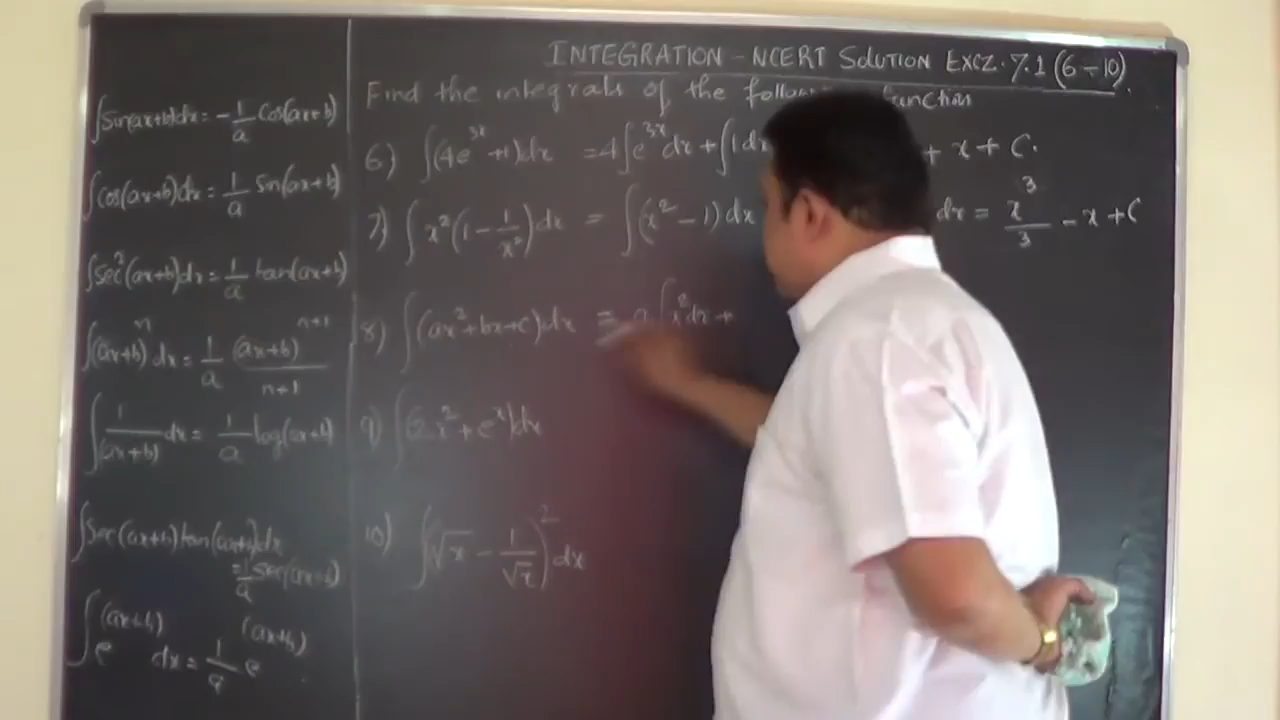 INTEGRATION - NCERT SOLUTION EXCZ. 7.1 (6-10)
Find the integrals of the function
6) ∫(4e^3x +1)dx = 4∫e^3x dx + ∫1dx + x + C.
7) ∫x²(1 - 1/x²)dx = ∫(x² - 1)dx dx = x³/3 - x + C
8) ∫(ax²+bx+c)dx = a∫x²dx +
9) ∫(2x² + e^x)dx
10) ∫(√x - 1/√x)² dx
∫Sin(ax+b)dx = -1/a Cos(ax+b)
∫Cos(ax+b)dx = 1/a Sin(ax+b)
∫Sec²(ax+b)dx = 1/a tan(ax+b)
∫(ax+b)^n dx = 1/a (ax+b)^n+1/n+1
∫1/(ax+b) dx = 1/a log(ax+b)
∫Sec(ax+b)tan(ax+b)dx
= 1/a Sec(ax+b)
∫e^(ax+b) dx = 1/a e^(ax+b)